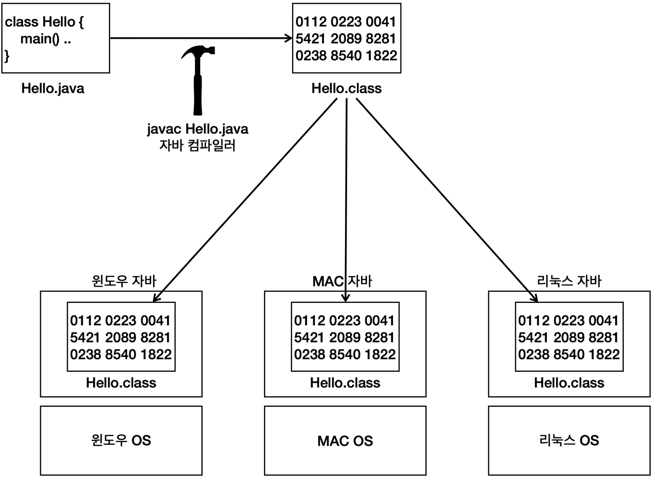 class Hello {
main() ..
}
Hello.java
javac Hello.java
자바 컴파일러
0112 0223 0041
5421 2089 8281
0238 8540 1822
Hello.class
윈도우 자바
0112 0223 0041
5421 2089 8281
0238 8540 1822
Hello.class
윈도우 OS
MAC 자바
0112 0223 0041
5421 2089 8281
0238 8540 1822
Hello.class
MAC OS
리눅스 자바
0112 0223 0041
5421 2089 8281
0238 8540 1822
Hello.class
리눅스 OS